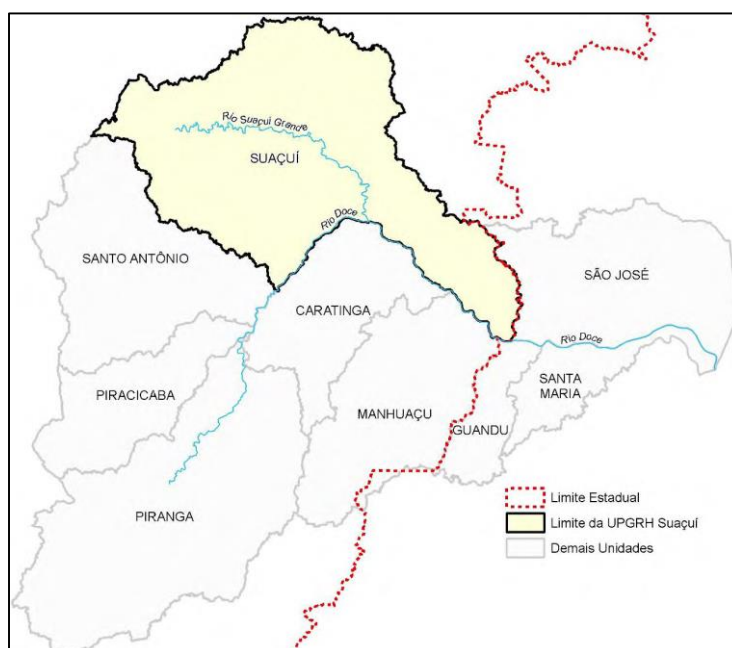 Rio Suaçuí Grande
SUAÇUÍ
Rio Doce
SANTO ANTÔNIO
SÃO JOSÉ
CARATINGA
Rio Doce
PIRACICABA
SANTA
MARIA
MANHUAÇU
GUANDU
PIRANGA
Limite Estadual
Limite da UPGRH Suaçuí
Demais Unidades